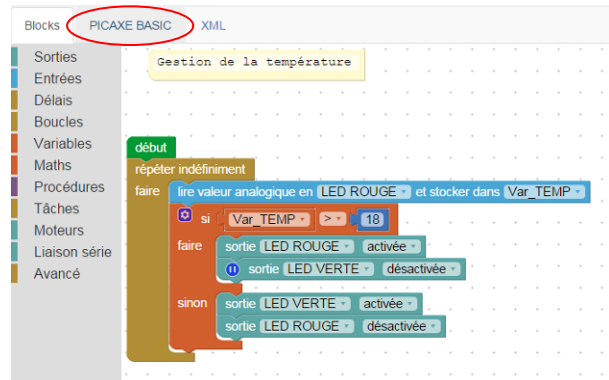 Blocks PICAXE BASIC XML
Sorties
Entrées
Délais
Boucles
Variables
Maths
Procédures
Tâches
Moteurs
Liaison série
Avancé
Gestion de la température
début
répéter indéfiniment
faire lire valeur analogique en LED ROUGE et stocker dans Var_TEMP
si Var_TEMP > 18
faire sortie LED ROUGE activée
sortie LED VERTE désactivée
sinon sortie LED VERTE activée
sortie LED ROUGE désactivée